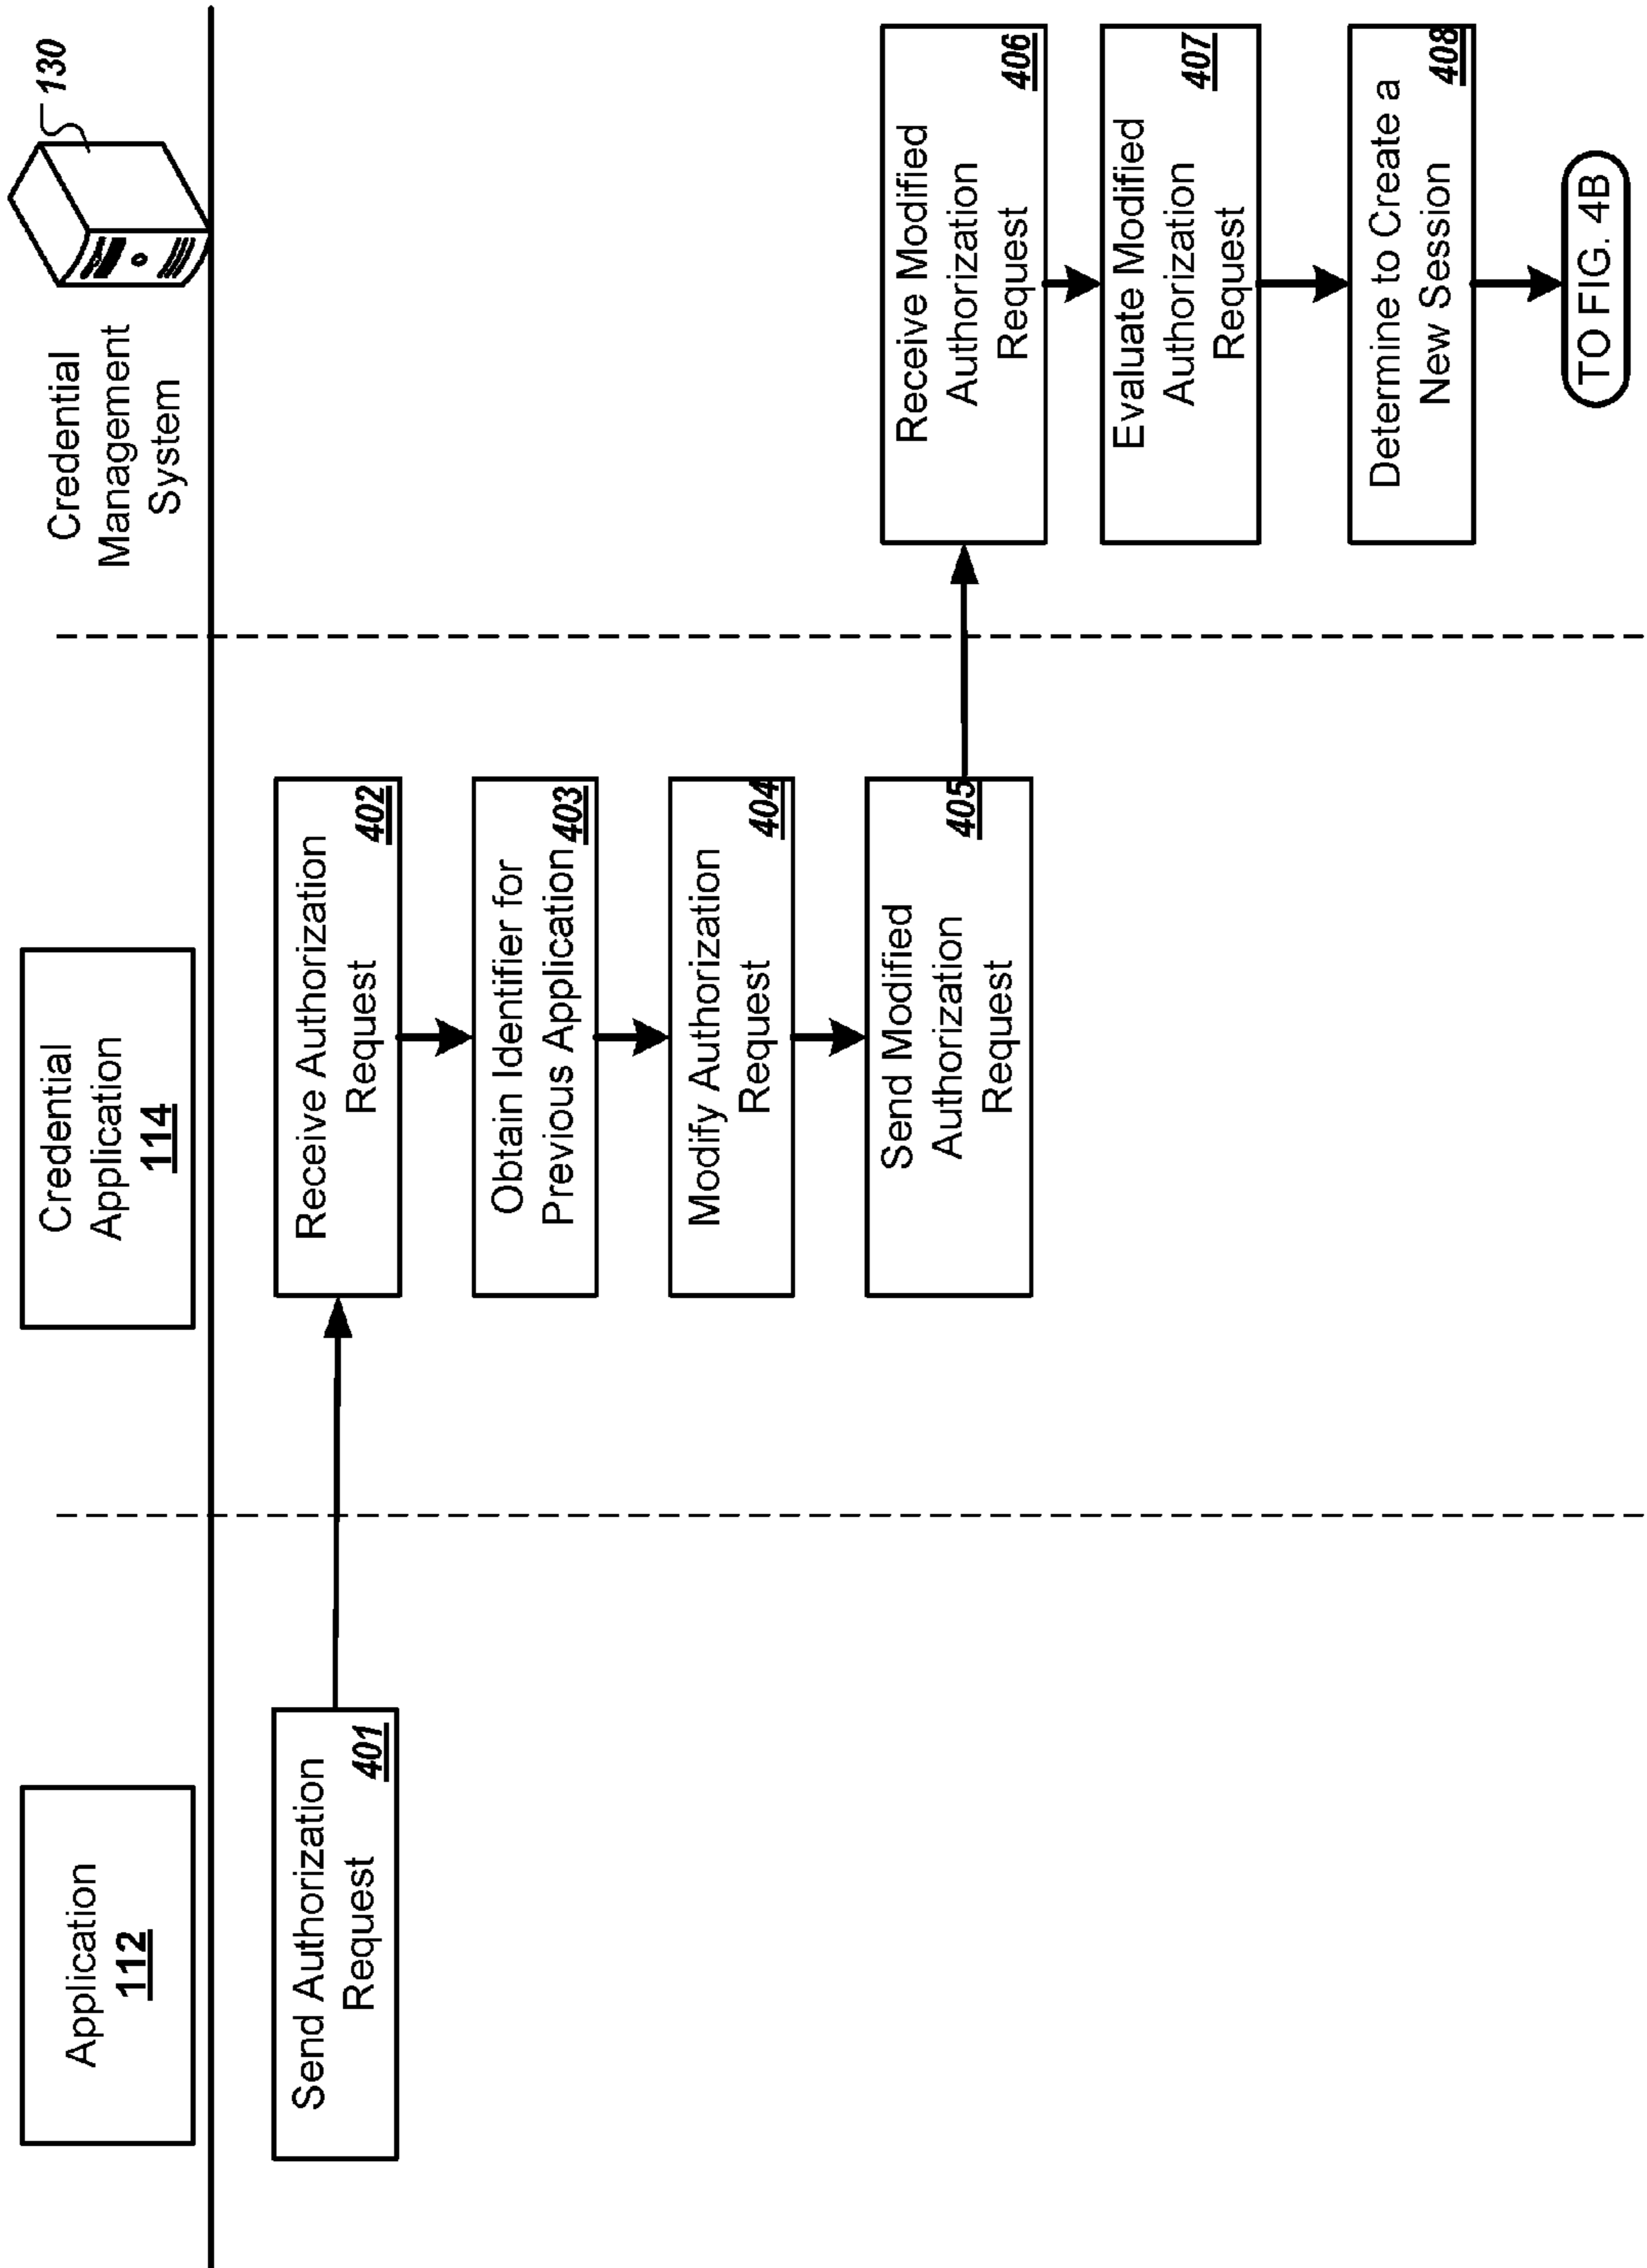 Application
112
Credential
Application
114
Credential
Management
System
130
Send Authorization
Request
401
Receive Authorization
Request
402
Obtain Identifier for
Previous Application
403
Modify Authorization
Request
404
Send Modified
Authorization
Request
405
Receive Modified
Authorization
Request
406
Evaluate Modified
Authorization
Request
407
Determine to Create a
New Session
408
TO FIG. 4B